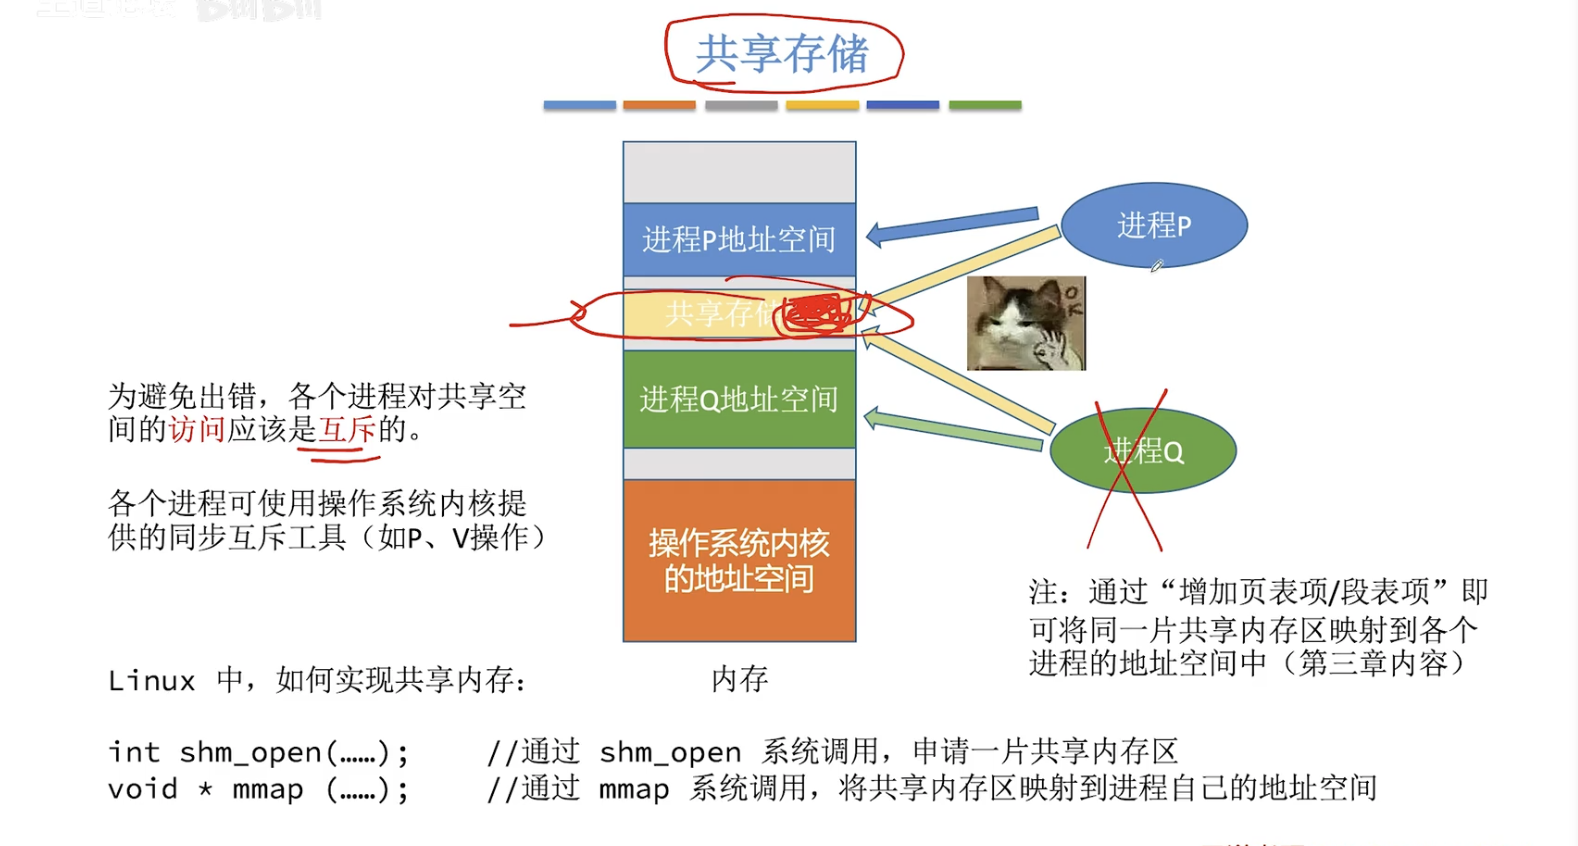 共享存储
进程P地址空间
进程P
共享存储
O
K
进程Q地址空间
进程Q
操作系统内核
的地址空间
内存
为避免出错，各个进程对共享空
间的访问应该是互斥的。
各个进程可使用操作系统内核提
供的同步互斥工具（如P、V操作）
注：通过“增加页表项/段表项”即
可将同一片共享内存区映射到各个
进程的地址空间中（第三章内容）
Linux 中，如何实现共享内存：
int shm_open(……); //通过 shm_open 系统调用，申请一片共享内存区
void * mmap (……); //通过 mmap 系统调用，将共享内存区映射到进程自己的地址空间